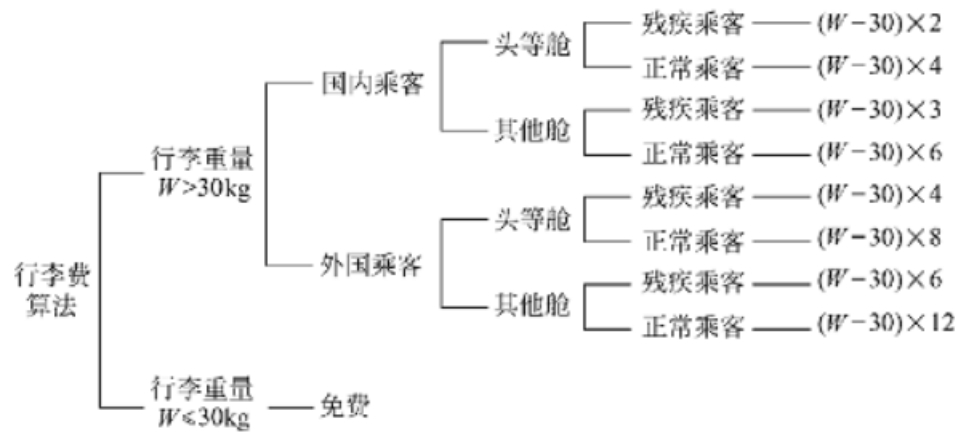 行李费
算法
行李重量
W>30kg
国内乘客
头等舱
残疾乘客
(W-30)×2
正常乘客
(W-30)×4
其他舱
残疾乘客
(W-30)×3
正常乘客
(W-30)×6
外国乘客
头等舱
残疾乘客
(W-30)×4
正常乘客
(W-30)×8
其他舱
残疾乘客
(W-30)×6
正常乘客
(W-30)×12
行李重量
W≤30kg
免费